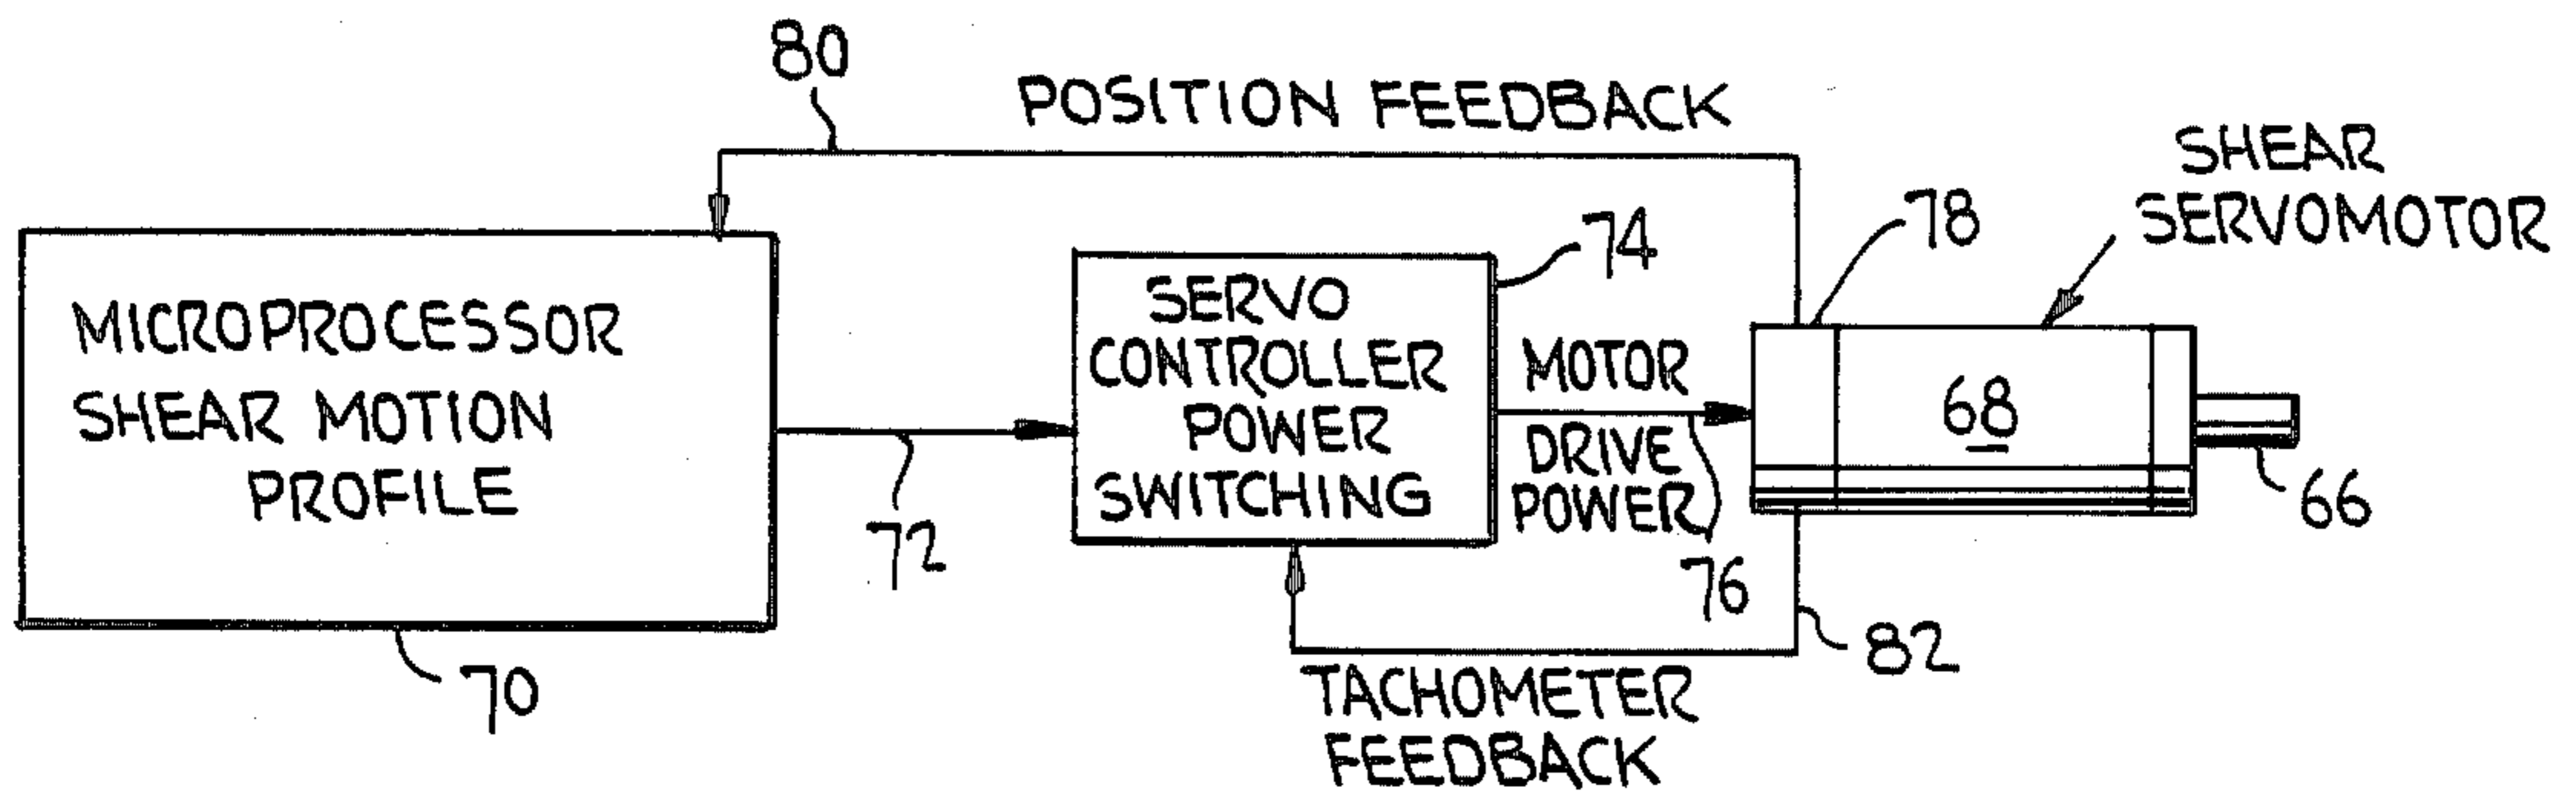 80
POSITION FEEDBACK
SHEAR
SERVOMOTOR
78
74
MICROPROCESSOR
SHEAR MOTION
PROFILE
SERVO
CONTROLLER
POWER
SWITCHING
MOTOR
DRIVE
POWER
68
66
72
76
82
70
TACHOMETER
FEEDBACK